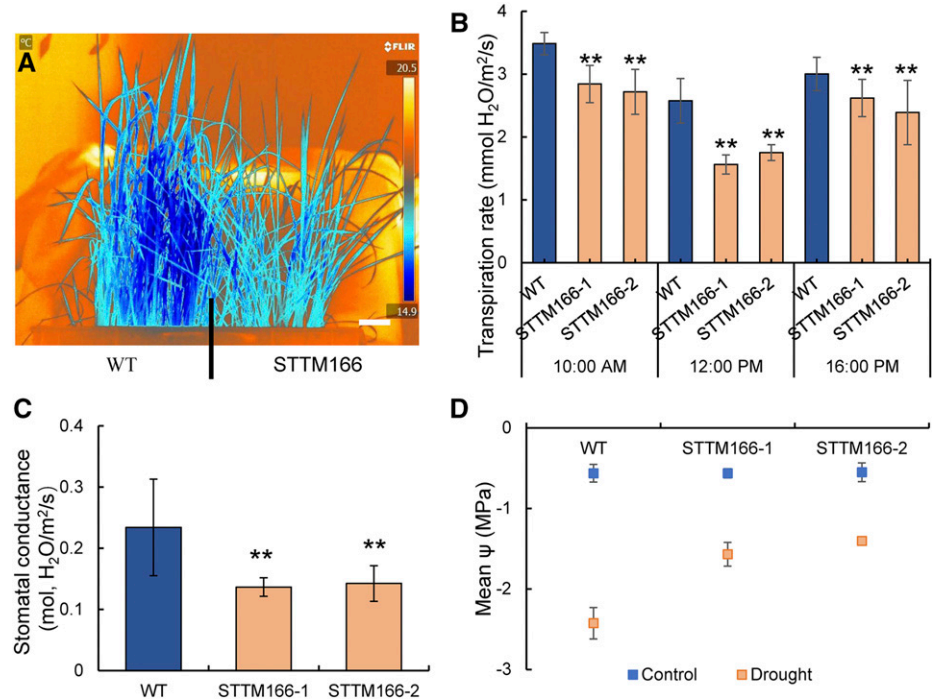 A
°C
FLIR
20.5
14.9
WT
STTM166
B
Transpiration rate (mmol H₂O/m²/s)
4
3
2
1
0
** ** ** ** ** **
WT STTM166-1 STTM166-2 WT STTM166-1 STTM166-2 WT STTM166-1 STTM166-2
10:00 AM 12:00 PM 16:00 PM
C
Stomatal conductance
(mol, H₂O/m²/s)
0.4
0.3
0.2
0.1
0
** **
WT STTM166-1 STTM166-2
D
Mean ψ (MPa)
0
-1
-2
-3
WT STTM166-1 STTM166-2
Control Drought